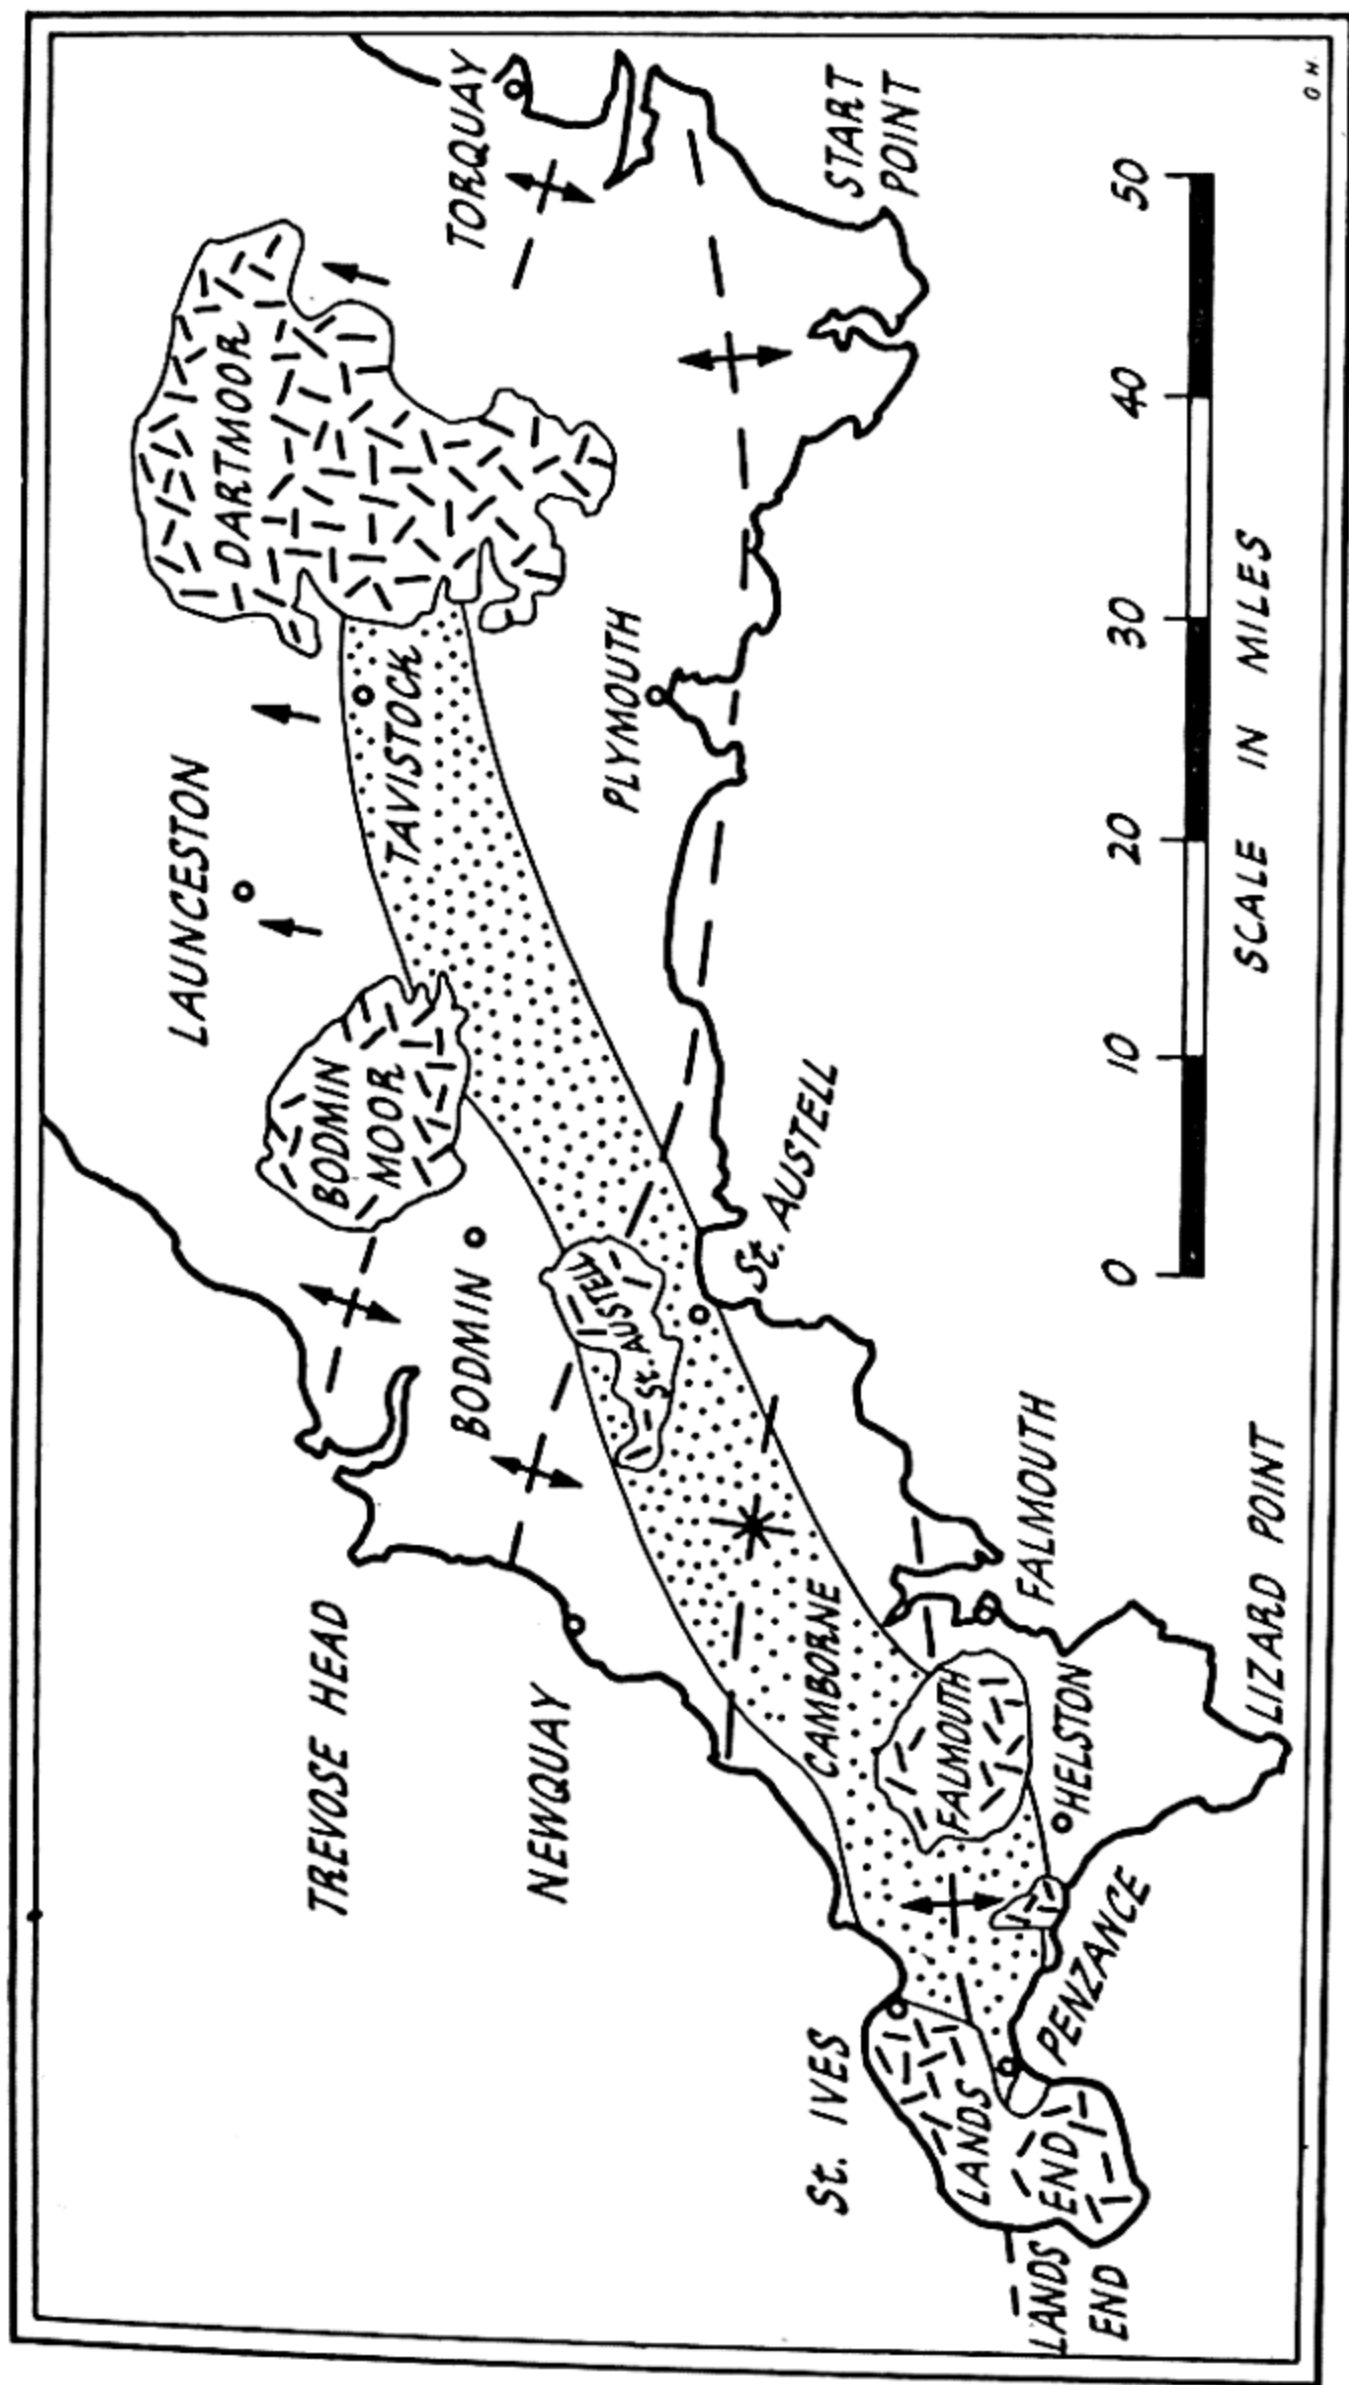 TORQUAY
START
POINT
DARTMOOR
TAVISTOCK
LAUNCESTON
PLYMOUTH
BODMIN
MOOR
BODMIN
St. AUSTELL
St. AUSTELL
TREVOSE HEAD
NEWQUAY
CAMBORNE
FALMOUTH
FALMOUTH
HELSTON
LIZARD POINT
PENZANCE
St. IVES
LANDS
END
LANDS
END
0 10 20 30 40 50
SCALE IN MILES
O H